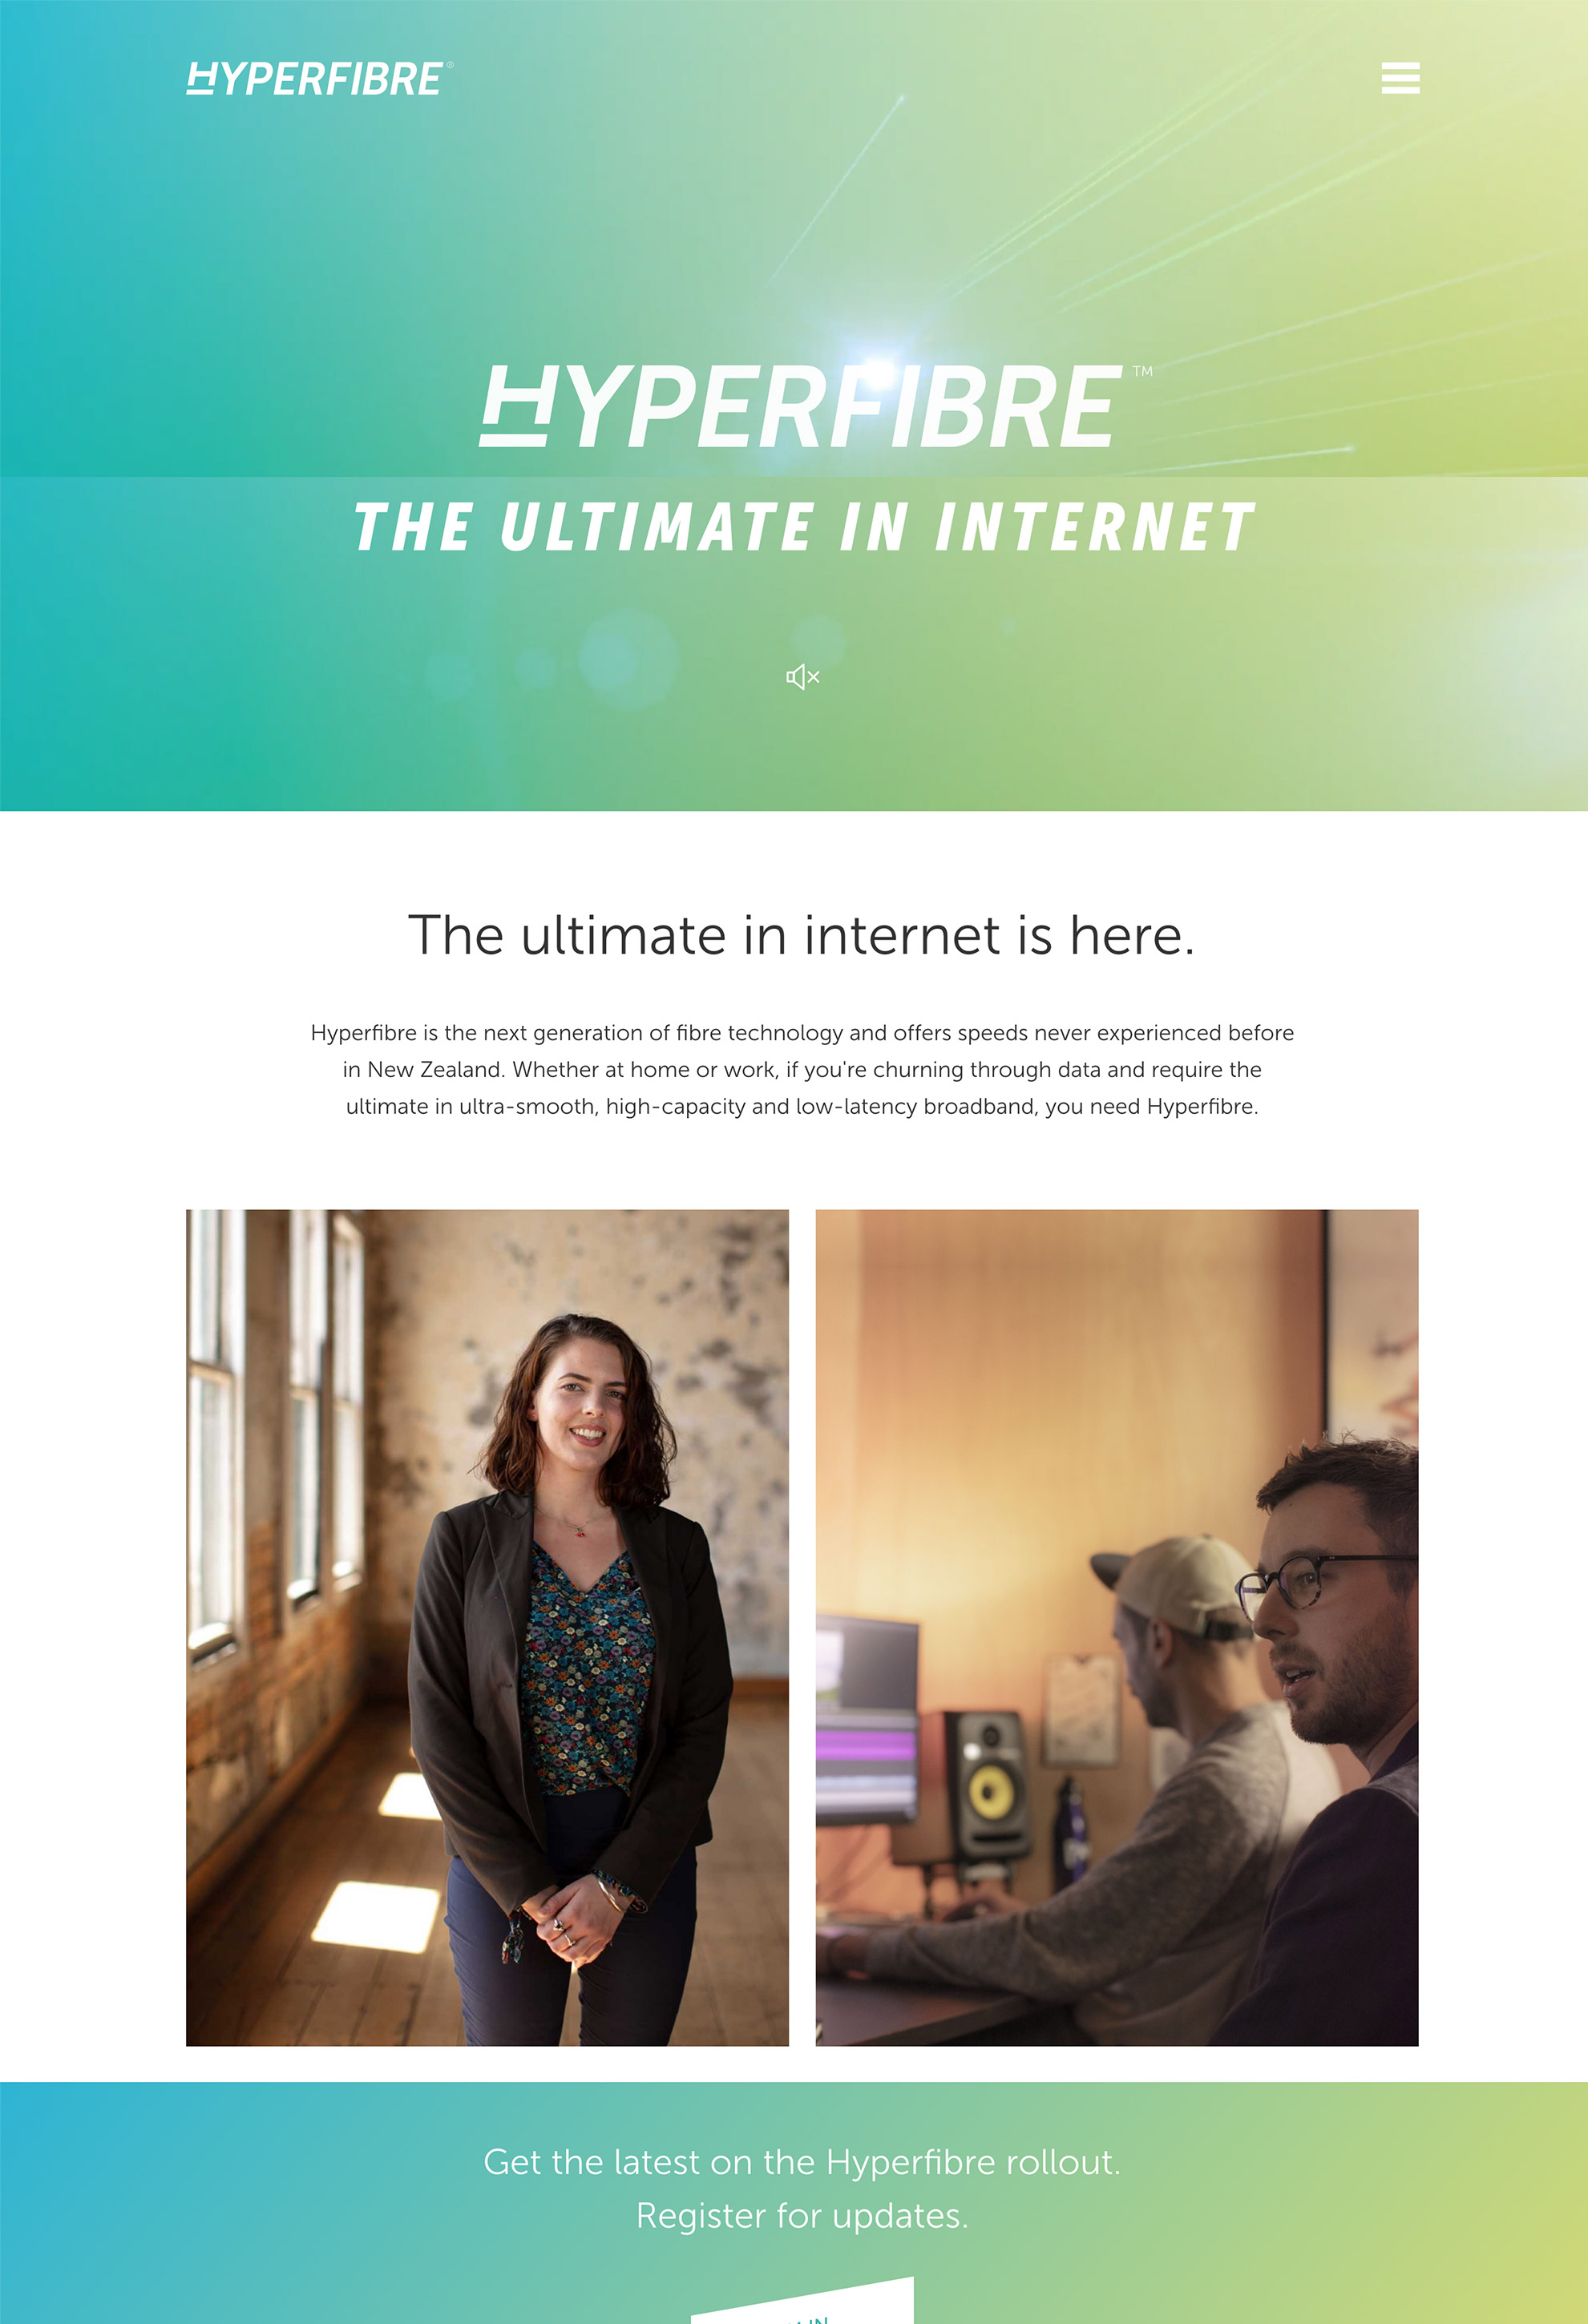 HYPERFIBRE®
HYPERFIBRE™
THE ULTIMATE IN INTERNET
The ultimate in internet is here.
Hyperfibre is the next generation of fibre technology and offers speeds never experienced before
in New Zealand. Whether at home or work, if you're churning through data and require the
ultimate in ultra-smooth, high-capacity and low-latency broadband, you need Hyperfibre.
Get the latest on the Hyperfibre rollout.
Register for updates.